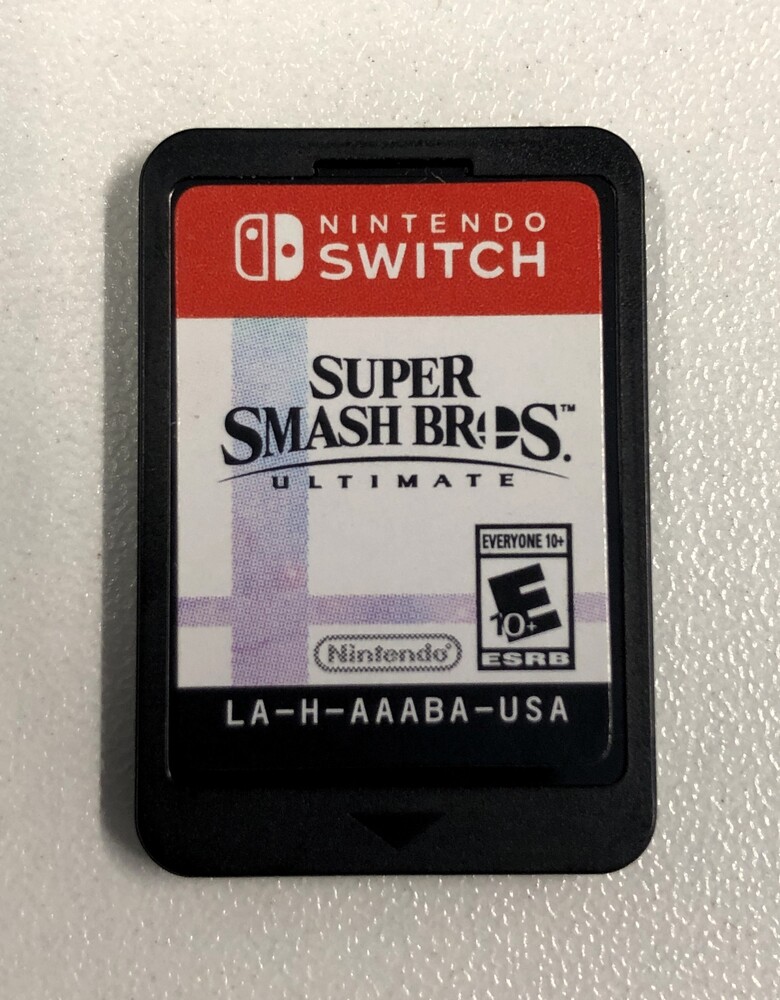 NINTENDO
SWITCH
SUPER
SMASH BROS.™
ULTIMATE
EVERYONE 10+
E
10+
ESRB
Nintendo®
LA-H-AAABA-USA